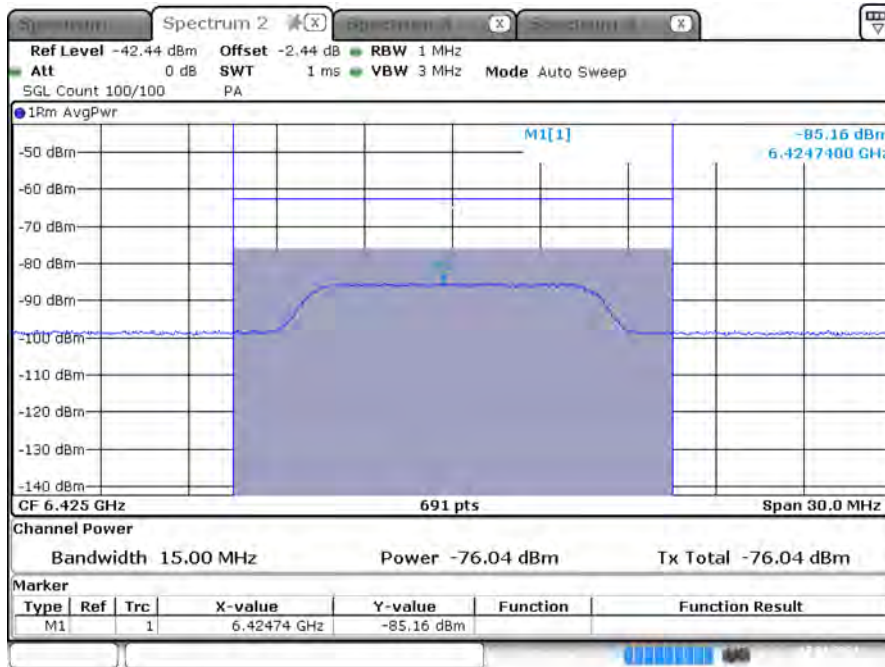 Spectrum 2
Ref Level -42.44 dBm Offset -2.44 dB RBW 1 MHz
Att 0 dB SWT 1 ms VBW 3 MHz Mode Auto Sweep
SGL Count 100/100 PA
1Rm AvgPwr
M1[1] -85.16 dBm
6.4247400 GHz
-50 dBm
-60 dBm
-70 dBm
-80 dBm
-90 dBm
-100 dBm
-110 dBm
-120 dBm
-130 dBm
-140 dBm
CF 6.425 GHz 691 pts Span 30.0 MHz
Channel Power
Bandwidth 15.00 MHz Power -76.04 dBm Tx Total -76.04 dBm
Marker
Type Ref Trc X-value Y-value Function Function Result
M1 1 6.42474 GHz -85.16 dBm